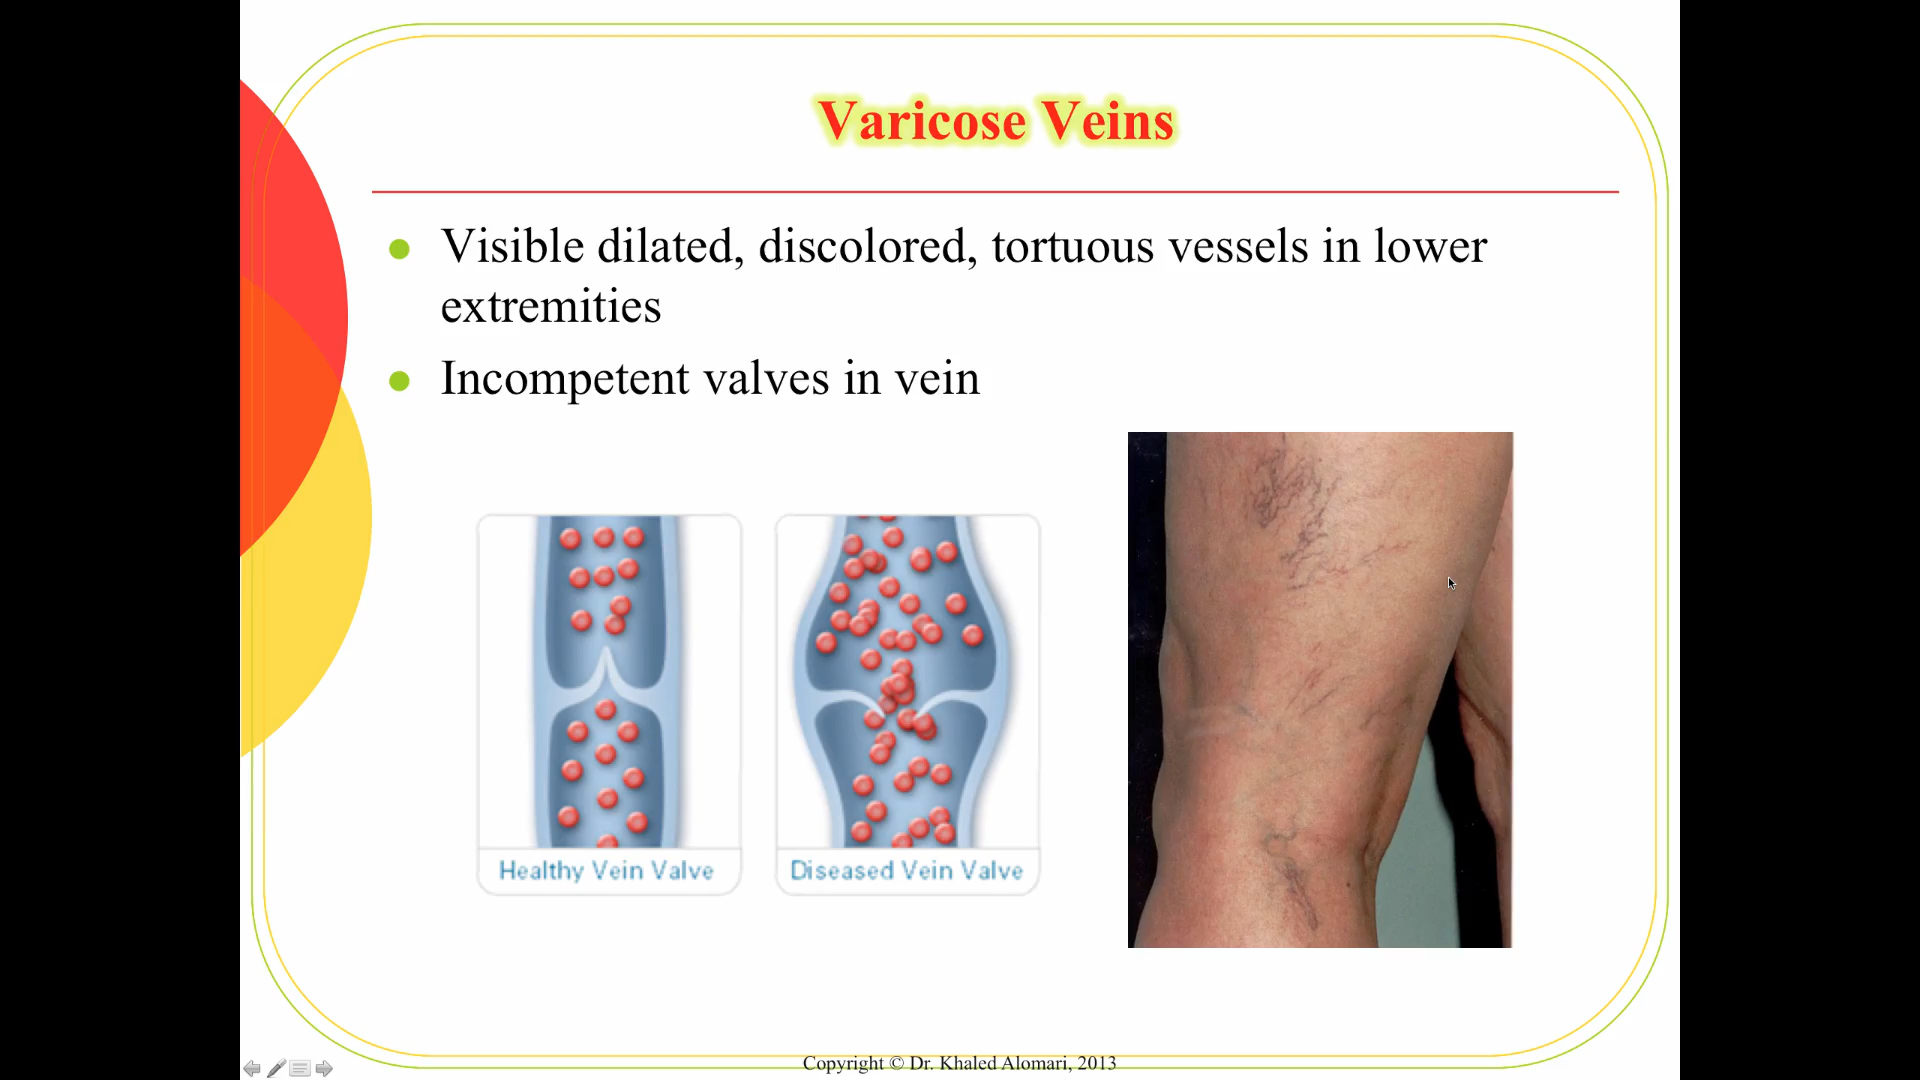 Varicose Veins
Visible dilated, discolored, tortuous vessels in lower
extremities
Incompetent valves in vein
Healthy Vein Valve
Diseased Vein Valve
Copyright © Dr. Khaled Alomari, 2013